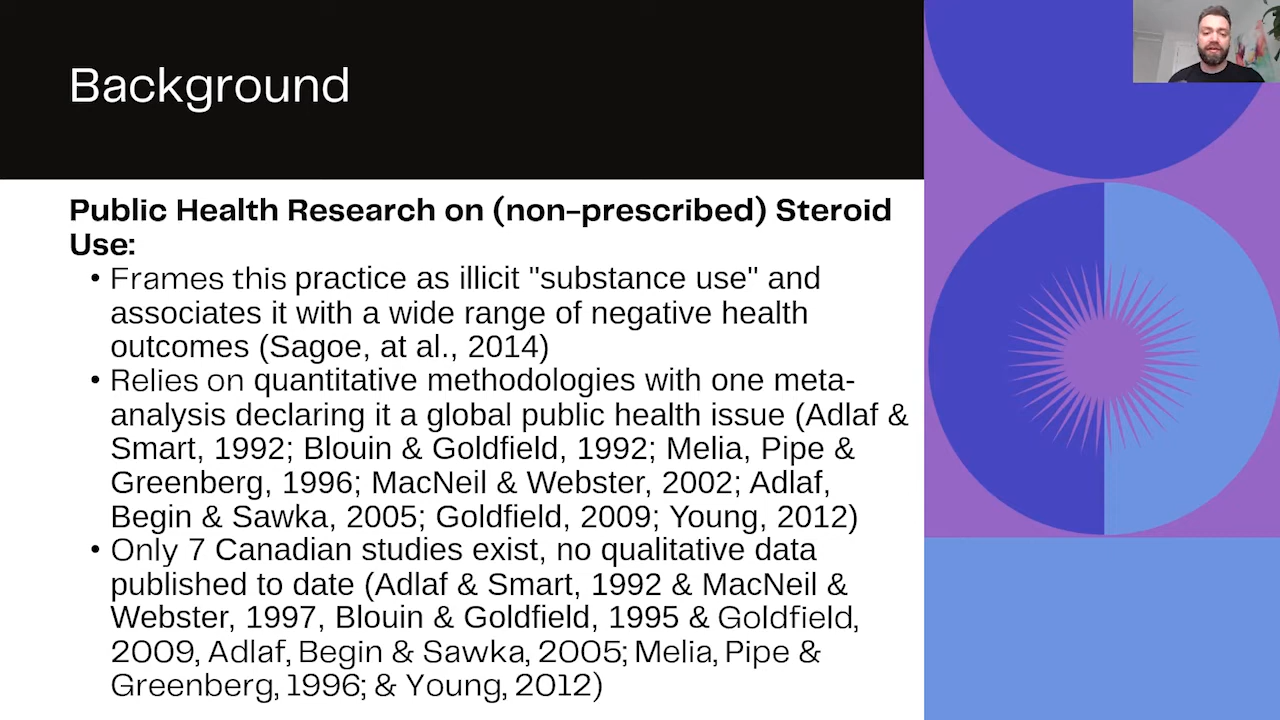 Background
Public Health Research on (non-prescribed) Steroid
Use:
• Frames this practice as illicit "substance use" and
associates it with a wide range of negative health
outcomes (Sagoe, at al., 2014)
• Relies on quantitative methodologies with one meta-
analysis declaring it a global public health issue (Adlaf &
Smart, 1992; Blouin & Goldfield, 1992; Melia, Pipe &
Greenberg, 1996; MacNeil & Webster, 2002; Adlaf,
Begin & Sawka, 2005; Goldfield, 2009; Young, 2012)
• Only 7 Canadian studies exist, no qualitative data
published to date (Adlaf & Smart, 1992 & MacNeil &
Webster, 1997, Blouin & Goldfield, 1995 & Goldfield,
2009, Adlaf, Begin & Sawka, 2005; Melia, Pipe &
Greenberg, 1996; & Young, 2012)